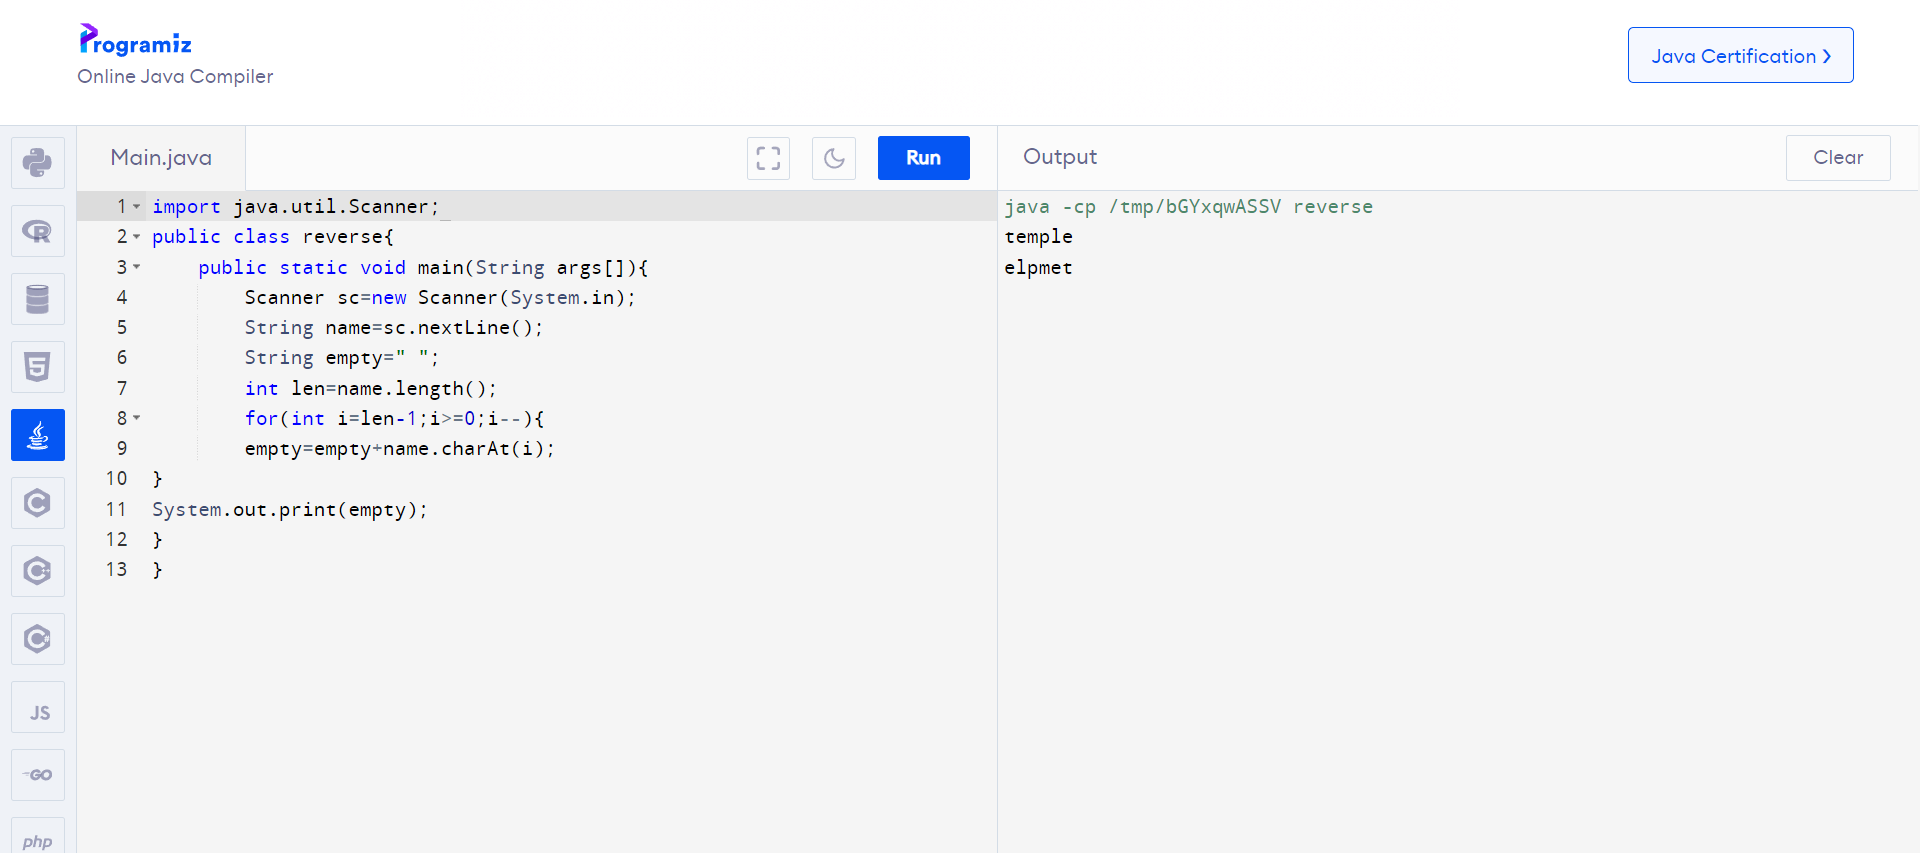 Programiz
Online Java Compiler
Java Certification ›
Main.java
Run
Output
Clear
1 import java.util.Scanner;
2 public class reverse{
3     public static void main(String args[]){
4         Scanner sc=new Scanner(System.in);
5         String name=sc.nextLine();
6         String empty=" ";
7         int len=name.length();
8         for(int i=len-1;i>=0;i--){
9         empty=empty+name.charAt(i);
10 }
11 System.out.print(empty);
12 }
13 }
java -cp /tmp/bGYxqwASSV reverse
temple
elpmet
R
5
C
C++
C#
JS
GO
php